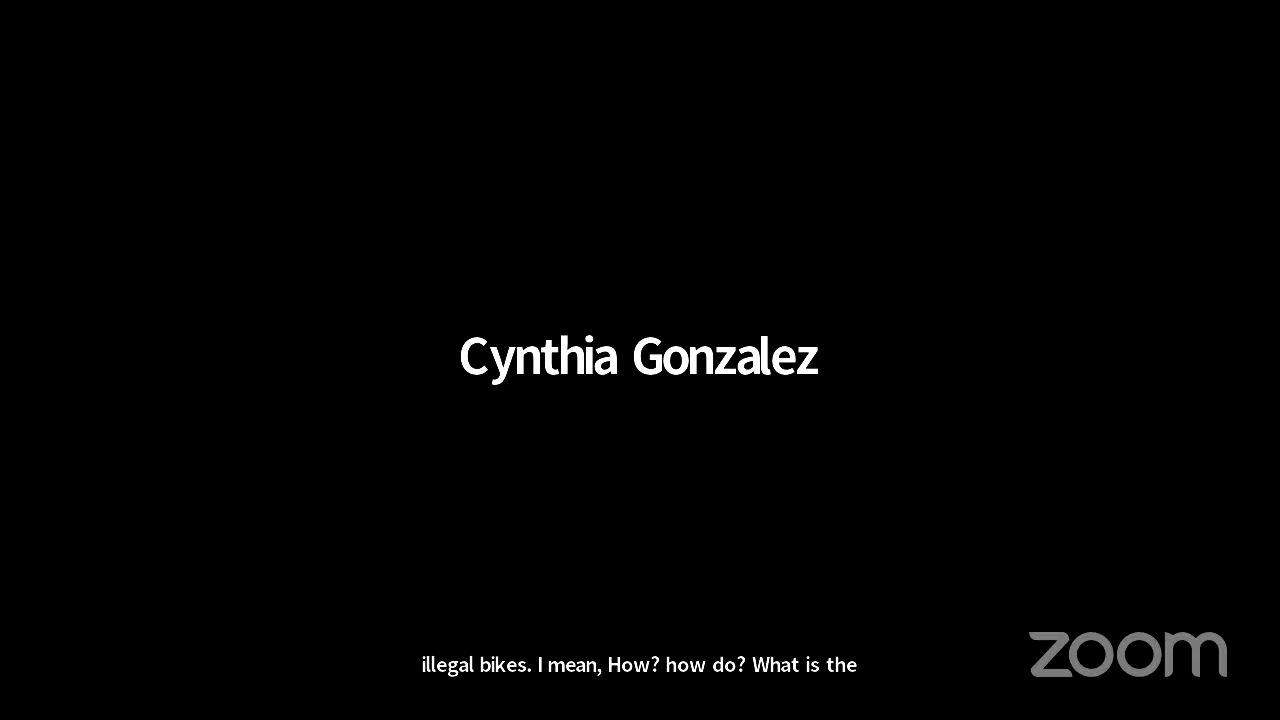 Cynthia Gonzalez
illegal bikes. I mean, How? how do? What is the
zoom